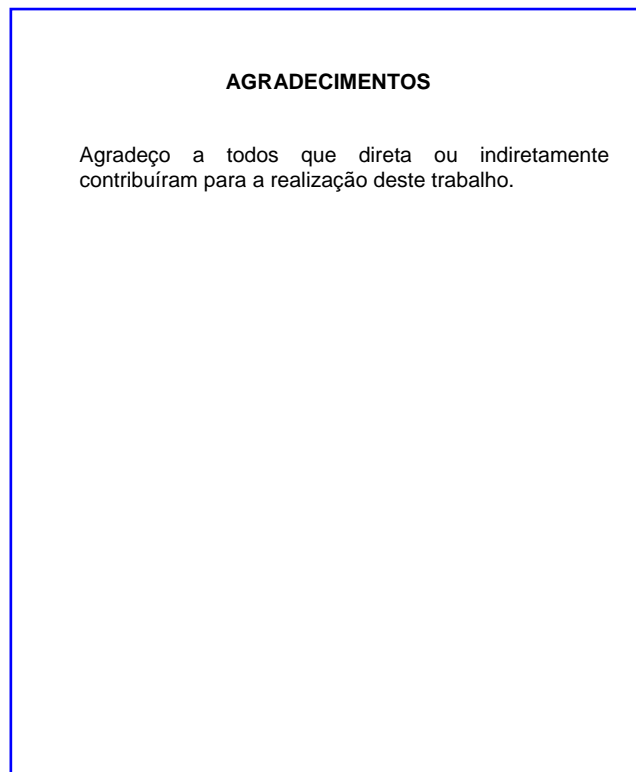 AGRADECIMENTOS
Agradeço a todos que direta ou indiretamente
contribuíram para a realização deste trabalho.